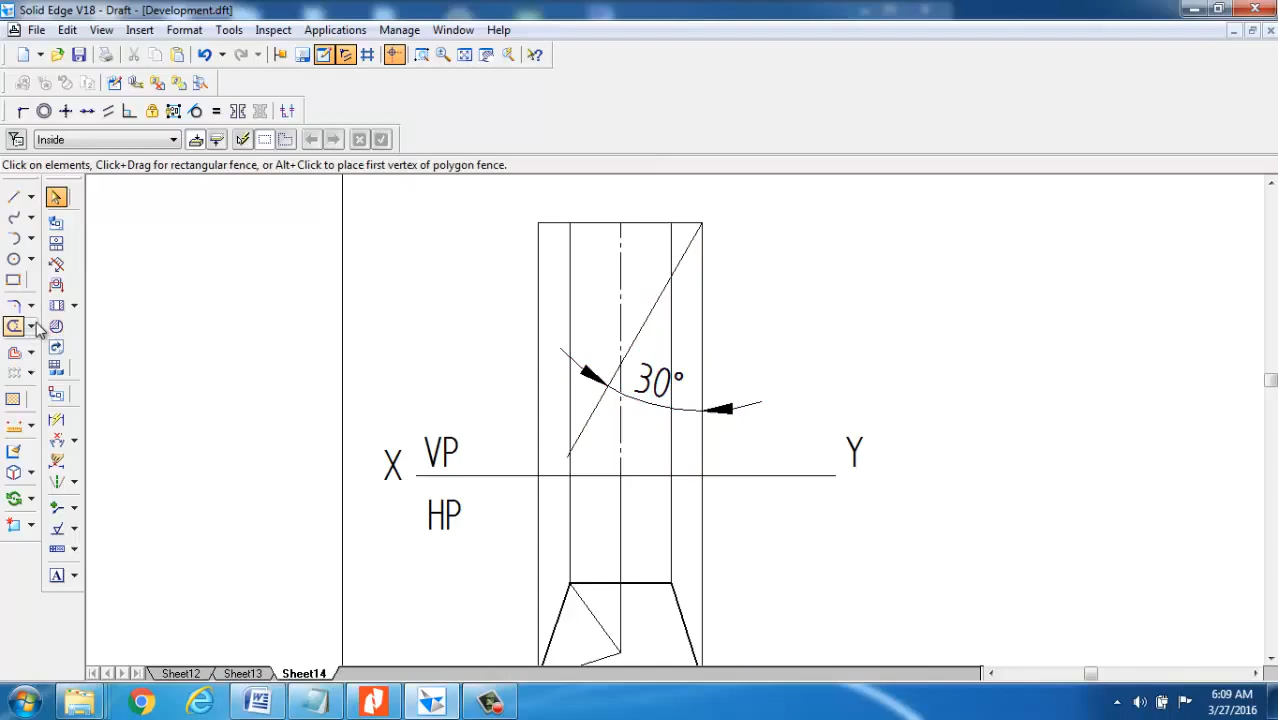 Solid Edge V18 - Draft - [Development.dft]
File Edit View Insert Format Tools Inspect Applications Manage Window Help
Inside
Click on elements, Click+Drag for rectangular fence, or Alt+Click to place first vertex of polygon fence.
30°
X VP Y
HP
A
Sheet12 Sheet13 Sheet14
6:09 AM
3/27/2016